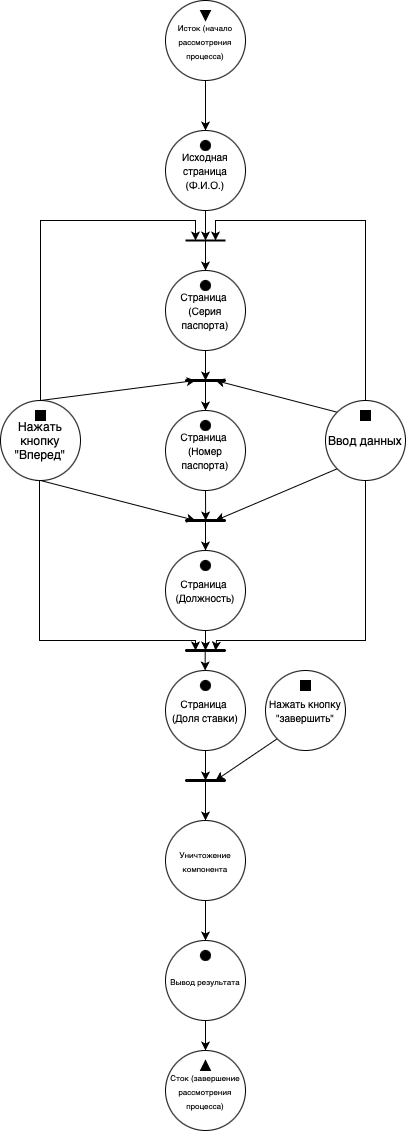 Исток (начало
рассмотрения
процесса)
Исходная
страница
(Ф.И.О.)
Страница
(Серия
паспорта)
Нажать
кнопку
"Вперед"
Страница
(Номер
паспорта)
Ввод данных
Страница
(Должность)
Страница
(Доля ставки)
Нажать кнопку
"завершить"
Уничтожение
компонента
Вывод результата
Сток (завершение
рассмотрения
процесса)